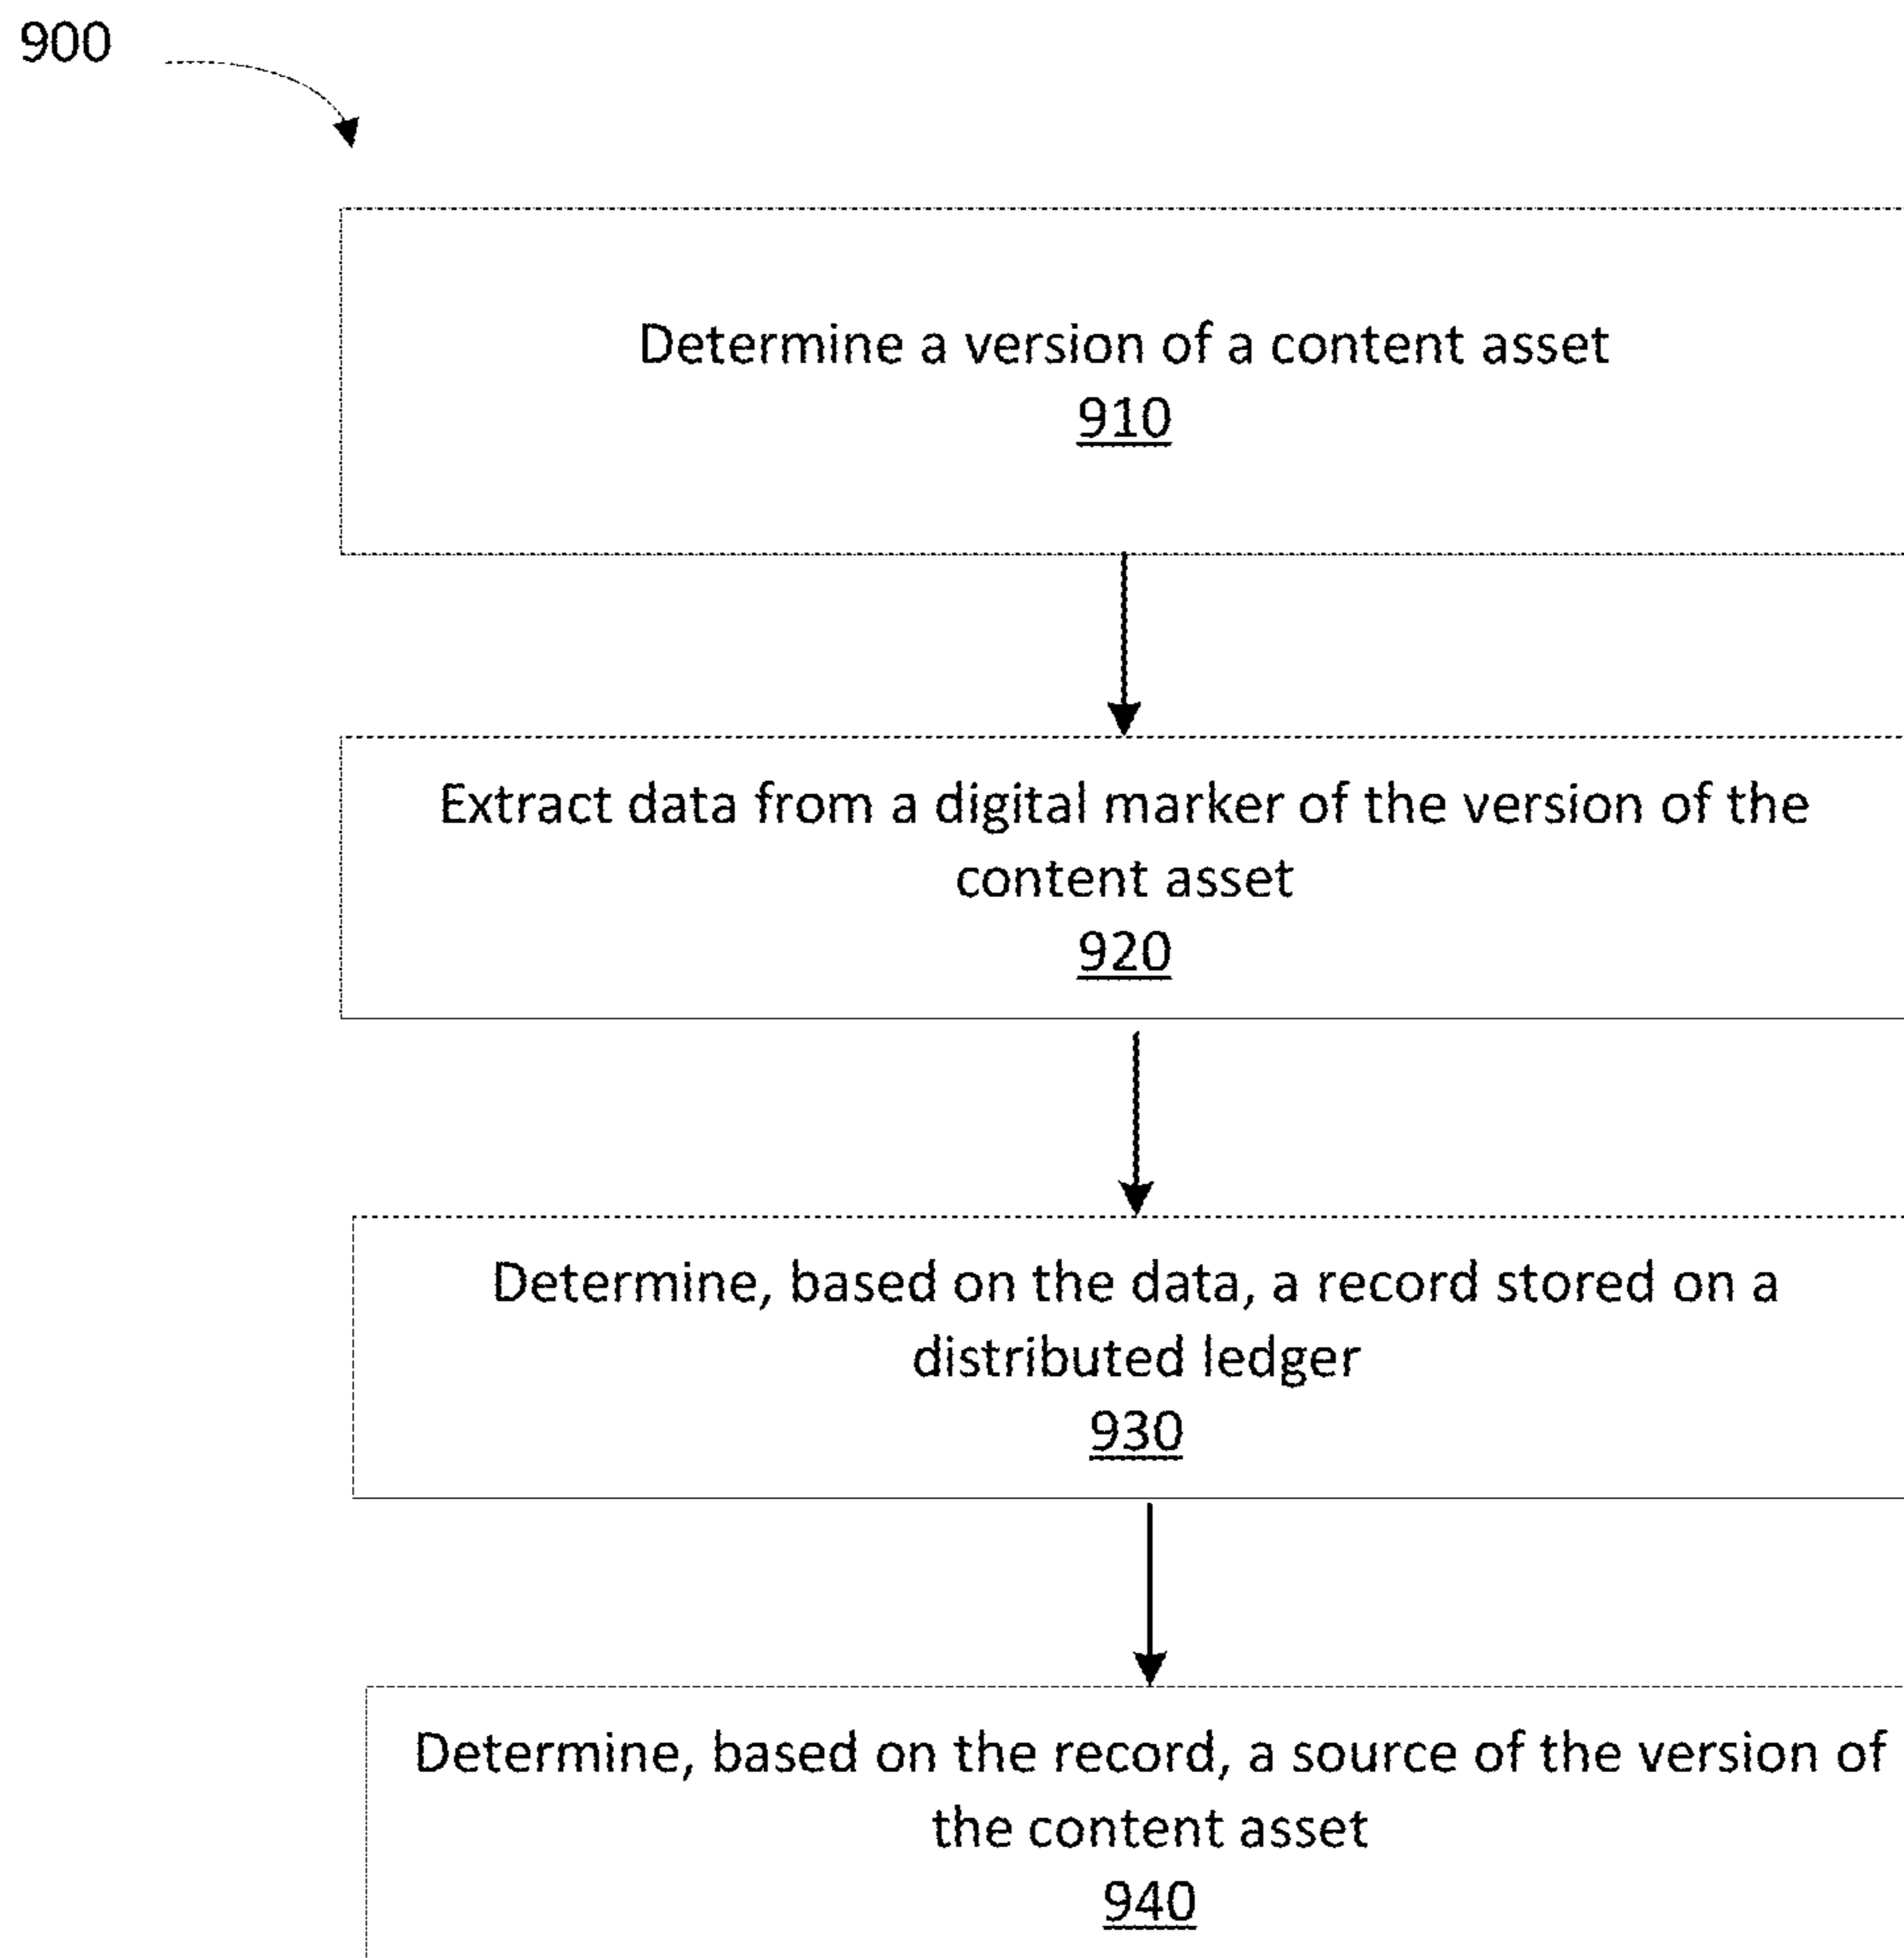 900
Determine a version of a content asset
910
Extract data from a digital marker of the version of the
content asset
920
Determine, based on the data, a record stored on a
distributed ledger
930
Determine, based on the record, a source of the version of
the content asset
940